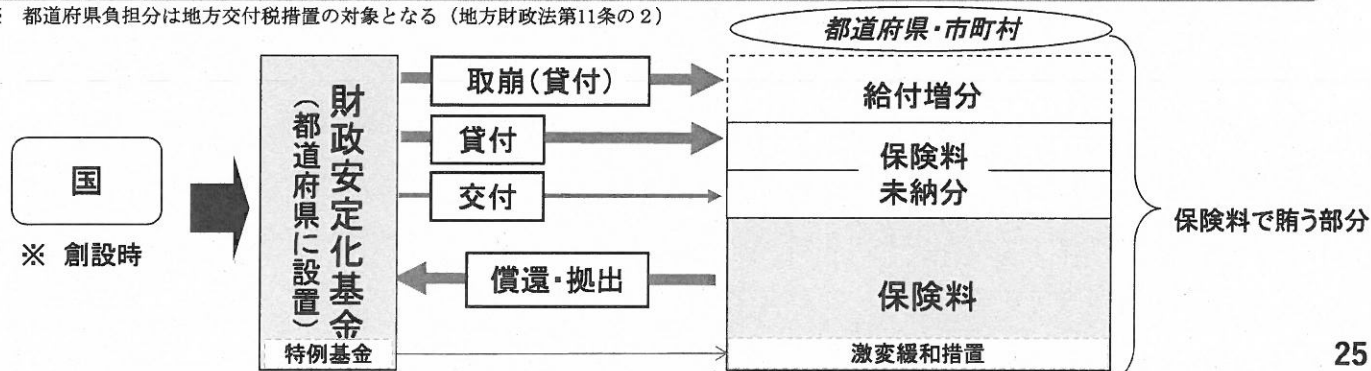 ※ 都道府県負担分は地方交付税措置の対象となる（地方財政法第11条の２）
都道府県・市町村
国
※ 創設時
財政安定化基金
（都道府県に設置）
特例基金
取崩（貸付）
貸付
交付
償還・拠出
給付増分
保険料
未納分
保険料
激変緩和措置
保険料で賄う部分
25